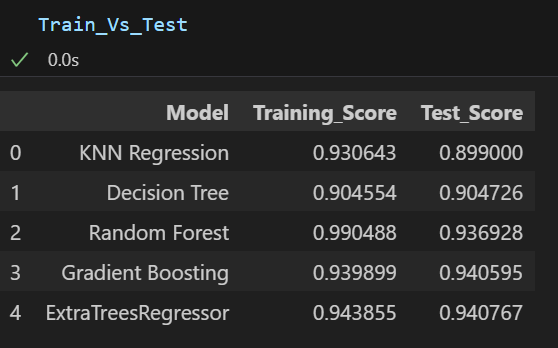 Train_Vs_Test
0.0s
Model Training_Score Test_Score
0 KNN Regression 0.930643 0.899000
1 Decision Tree 0.904554 0.904726
2 Random Forest 0.990488 0.936928
3 Gradient Boosting 0.939899 0.940595
4 ExtraTreesRegressor 0.943855 0.940767